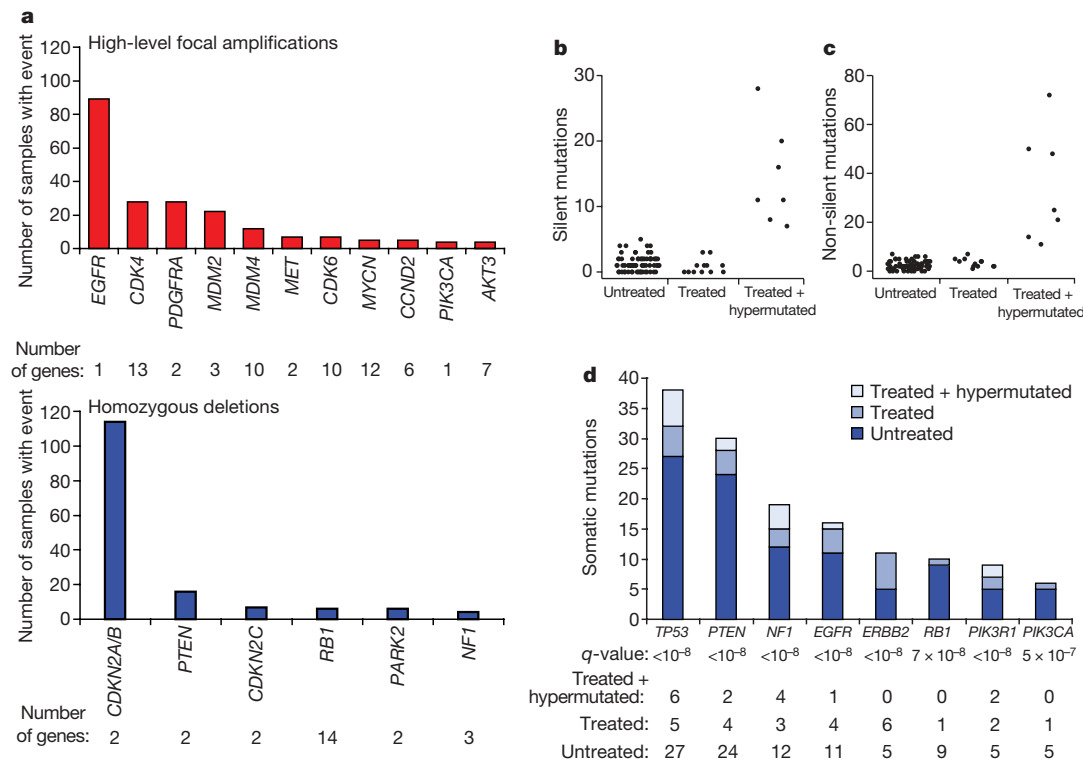 a
High-level focal amplifications
Number of samples with event
120
100
80
60
40
20
0
EGFR
CDK4
PDGFRA
MDM2
MDM4
MET
CDK6
MYCN
CCND2
PIK3CA
AKT3
Number
of genes: 1 13 2 3 10 2 10 12 6 1 7
Homozygous deletions
Number of samples with event
120
100
80
60
40
20
0
CDKN2A/B
PTEN
CDKN2C
RB1
PARK2
NF1
Number
of genes: 2 2 2 14 2 3
b
Silent mutations
30
20
10
0
Untreated Treated Treated +
hypermutated
c
Non-silent mutations
80
60
40
20
0
Untreated Treated Treated +
hypermutated
d
Somatic mutations
40
35
30
25
20
15
10
5
0
Treated + hypermutated
Treated
Untreated
TP53 PTEN NF1 EGFR ERBB2 RB1 PIK3R1 PIK3CA
q-value: <10⁻⁸ <10⁻⁸ <10⁻⁸ <10⁻⁸ <10⁻⁸ 7 × 10⁻⁸ <10⁻⁸ 5 × 10⁻⁷
Treated +
hypermutated: 6 2 4 1 0 0 2 0
Treated: 5 4 3 4 6 1 2 1
Untreated: 27 24 12 11 5 9 5 5